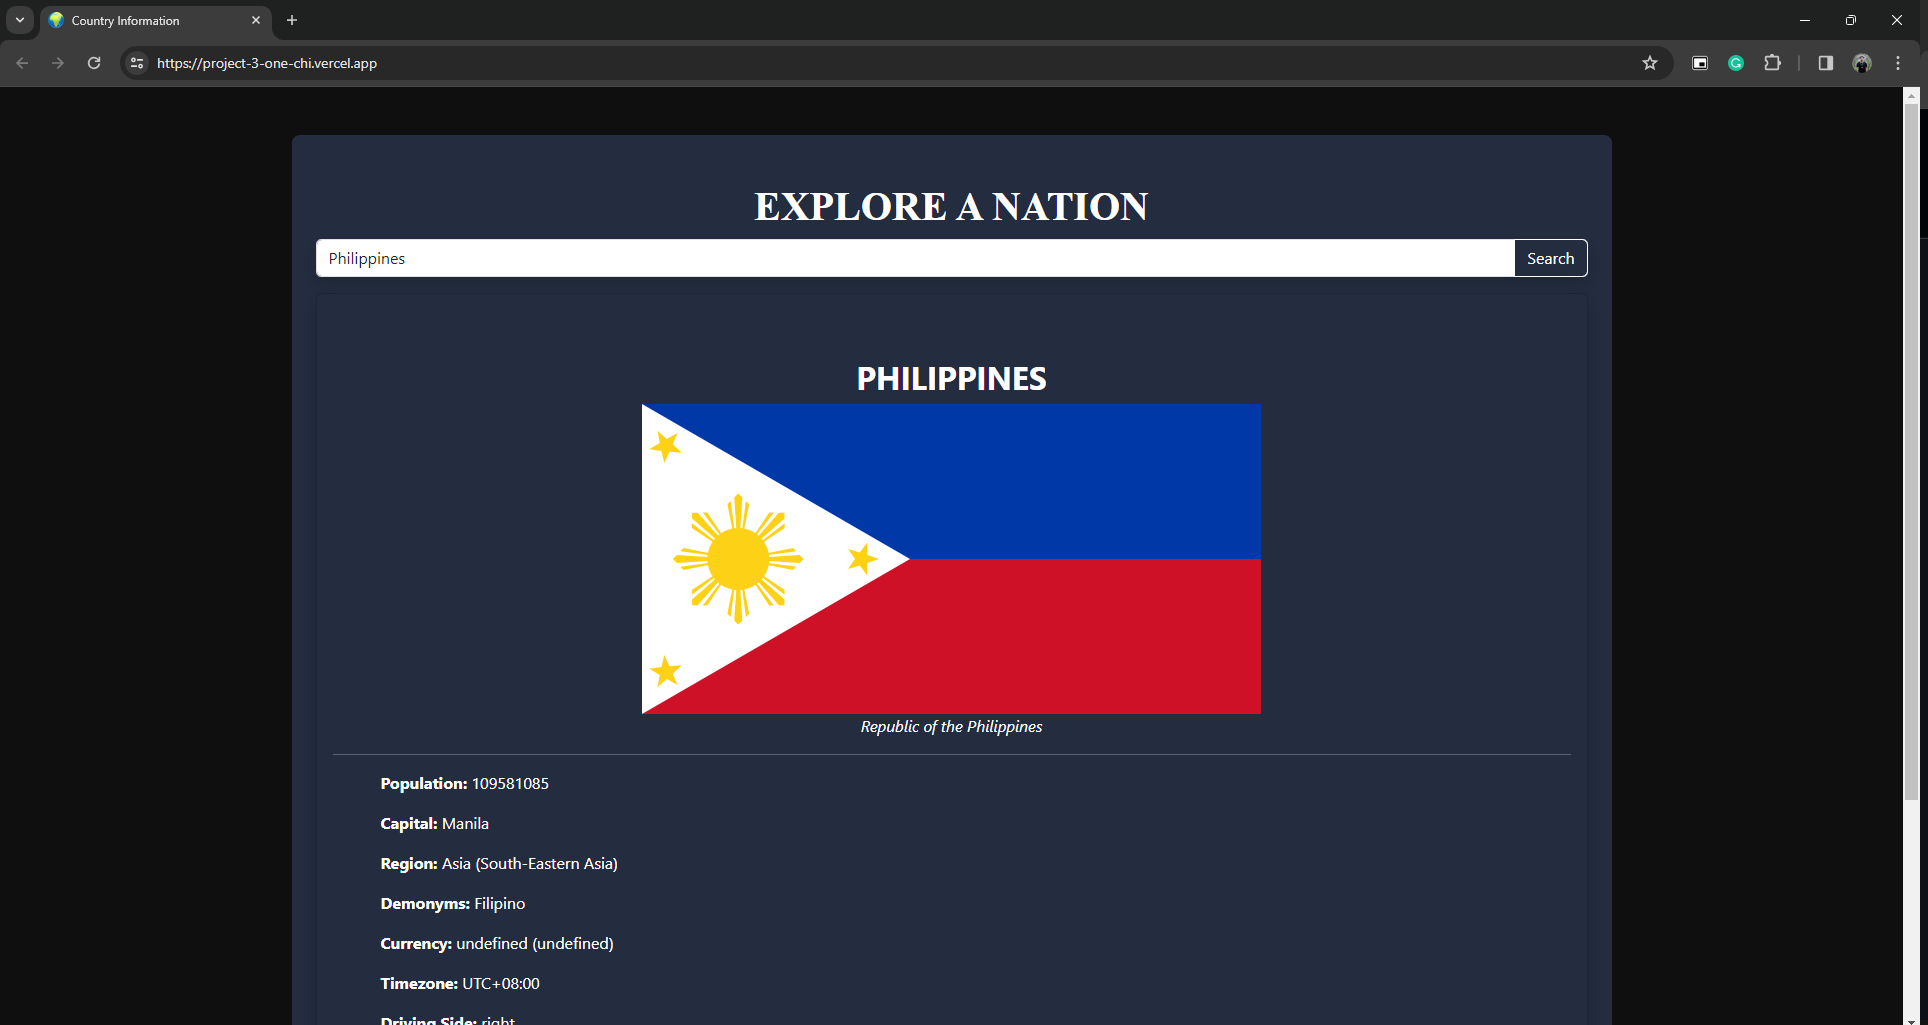 Country Information
https://project-3-one-chi.vercel.app
EXPLORE A NATION
Philippines
Search
PHILIPPINES
Republic of the Philippines
Population: 109581085
Capital: Manila
Region: Asia (South-Eastern Asia)
Demonyms: Filipino
Currency: undefined (undefined)
Timezone: UTC+08:00
Driving Side: right